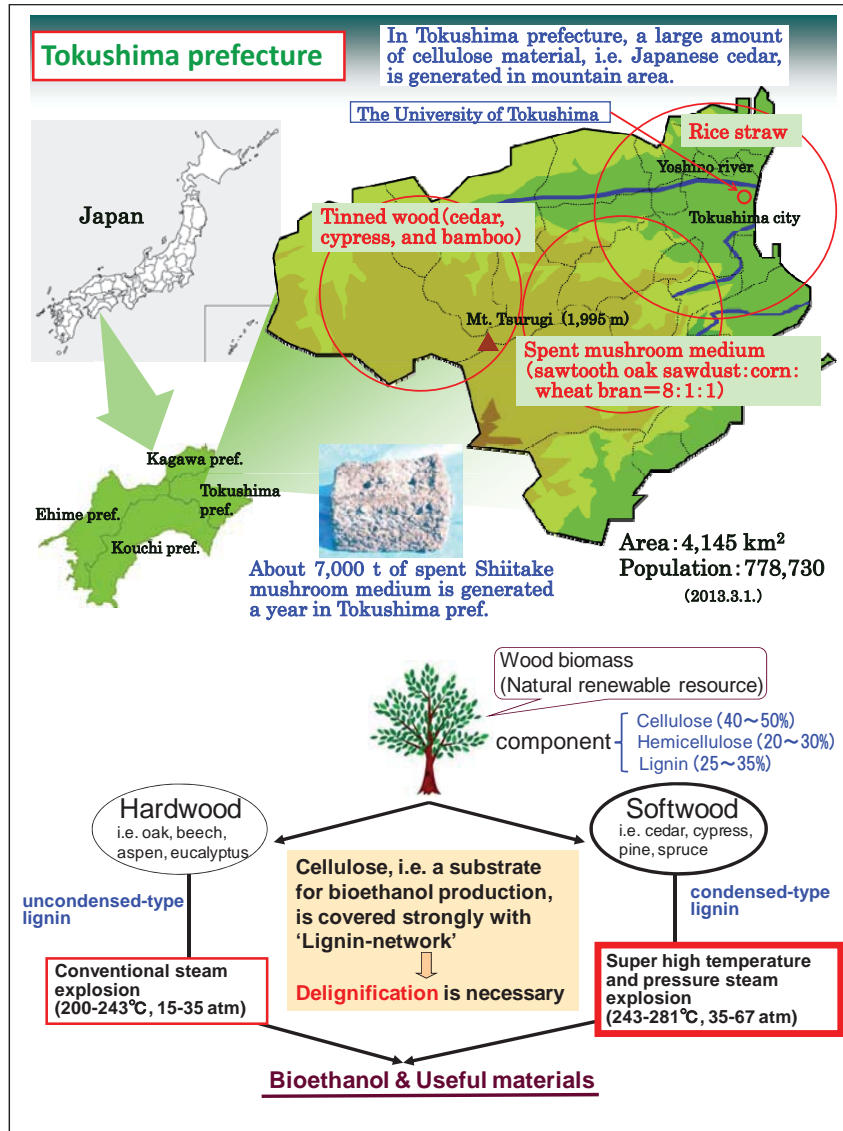 Tokushima prefecture
In Tokushima prefecture, a large amount
of cellulose material, i.e. Japanese cedar,
is generated in mountain area.
The University of Tokushima
Rice straw
Yoshino river
Japan
Tinned wood(cedar,
cypress, and bamboo)
Tokushima city
Mt. Tsurugi (1,995 m)
Spent mushroom medium
(sawtooth oak sawdust:corn:
wheat bran=8:1:1)
Kagawa pref.
Tokushima
pref.
Ehime pref.
Kouchi pref.
About 7,000 t of spent Shiitake
mushroom medium is generated
a year in Tokushima pref.
Area:4,145 km²
Population:778,730
(2013.3.1.)
Wood biomass
(Natural renewable resource)
component
Cellulose (40～50%)
Hemicellulose (20～30%)
Lignin (25～35%)
Hardwood
i.e. oak, beech,
aspen, eucalyptus
Softwood
i.e. cedar, cypress,
pine, spruce
Cellulose, i.e. a substrate
for bioethanol production,
is covered strongly with
‘Lignin-network’
Delignification is necessary
uncondensed-type
lignin
condensed-type
lignin
Conventional steam
explosion
(200-243℃, 15-35 atm)
Super high temperature
and pressure steam
explosion
(243-281℃, 35-67 atm)
Bioethanol & Useful materials